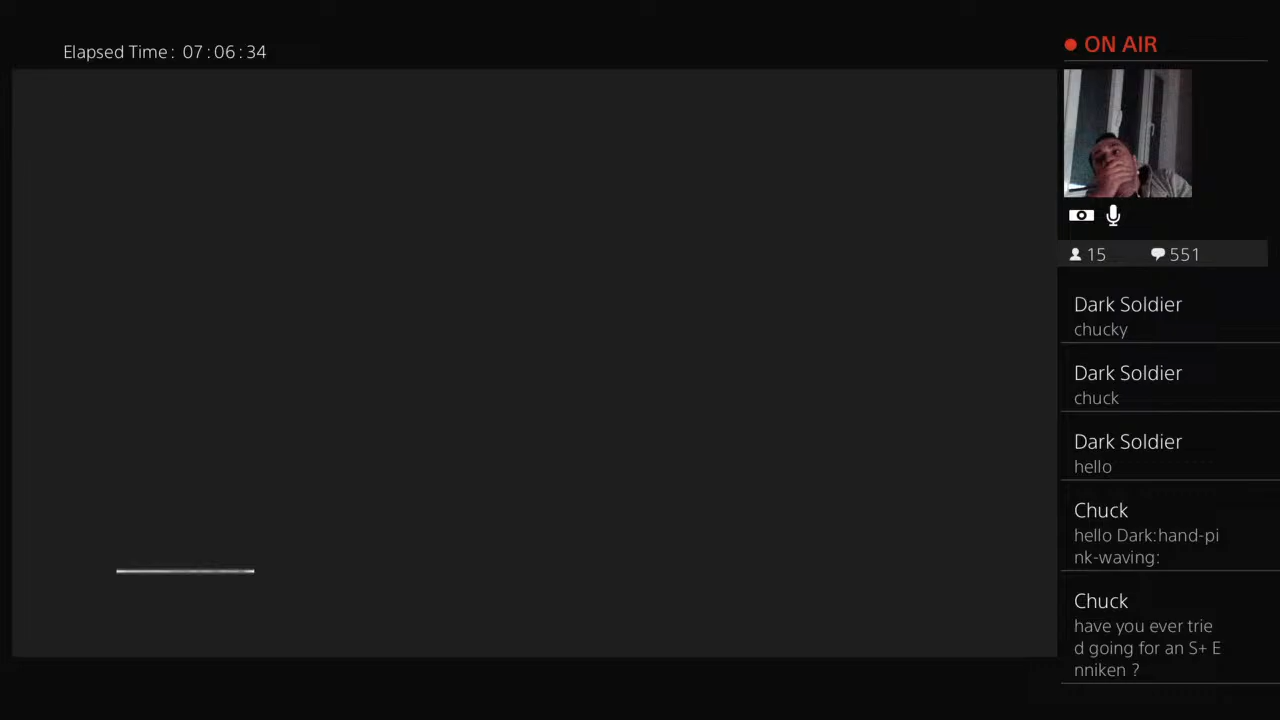 Elapsed Time: 07:06:34
ON AIR
15 551
Dark Soldier
chucky
Dark Soldier
chuck
Dark Soldier
hello
Chuck
hello Dark:hand-pi
nk-waving:
Chuck
have you ever trie
d going for an S+ E
nniken ?